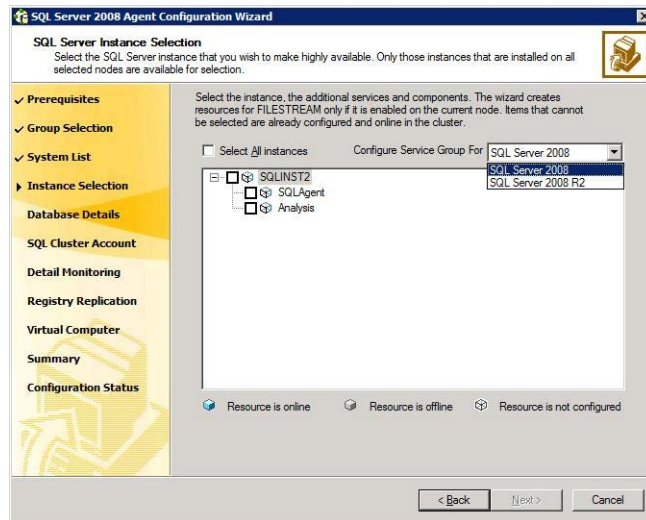 SQL Server 2008 Agent Configuration Wizard
SQL Server Instance Selection
Select the SQL Server instance that you wish to make highly available. Only those instances that are installed on all
selected nodes are available for selection.
Prerequisites
Group Selection
System List
Instance Selection
Database Details
SQL Cluster Account
Detail Monitoring
Registry Replication
Virtual Computer
Summary
Configuration Status
Select the instance, the additional services and components. The wizard creates
resources for FILESTREAM only if it is enabled on the current node. Items that cannot
be selected are already configured and online in the cluster.
Select All instances
Configure Service Group For
SQL Server 2008
SQL Server 2008
SQL Server 2008 R2
SQLINST2
SQLAgent
Analysis
Resource is online
Resource is offline
Resource is not configured
< Back
Next >
Cancel